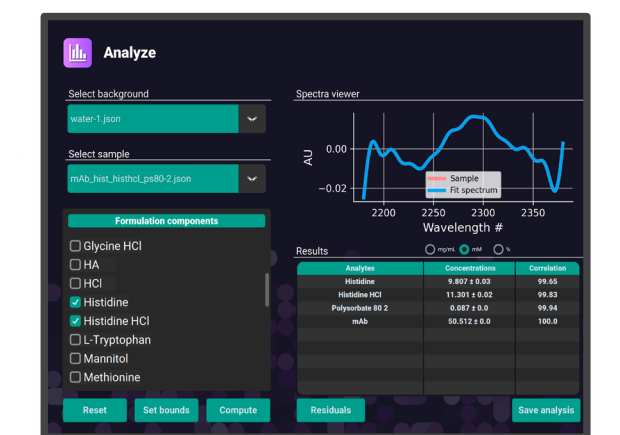 Analyze
Select background
water-1.json
Select sample
mAb_hist_histhcl_ps80-2.json
Formulation components
Glycine HCl
HA
HCl
Histidine
Histidine HCl
L-Tryptophan
Mannitol
Methionine
Reset Set bounds Compute
Spectra viewer
AU
0.00
−0.02
Sample
Fit spectrum
2200 2250 2300 2350
Wavelength #
Results mg/mL mM %
Analytes Concentrations Correlation
Histidine 9.807 ± 0.03 99.65
Histidine HCl 11.301 ± 0.02 99.83
Polysorbate 80 2 0.087 ± 0.0 99.94
mAb 50.512 ± 0.0 100.0
Residuals Save analysis